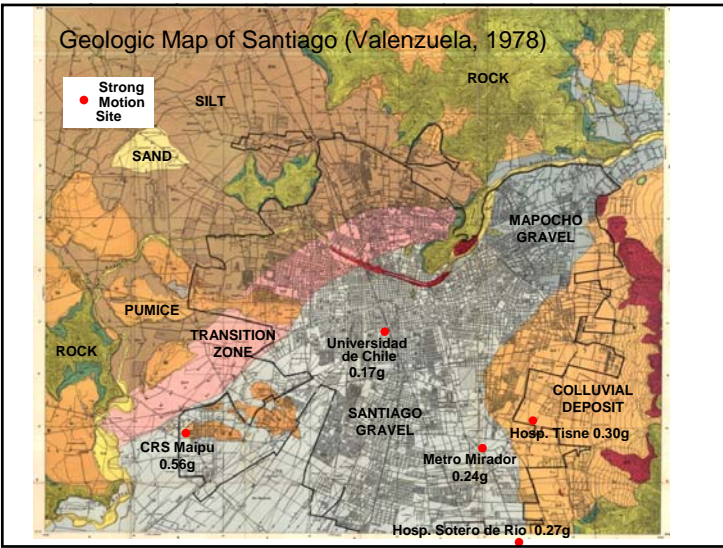 Geologic Map of Santiago (Valenzuela, 1978)
Strong
Motion
Site
ROCK
SILT
SAND
MAPOCHO
GRAVEL
PUMICE
TRANSITION
ZONE
ROCK
Universidad
de Chile
0.17g
COLLUVIAL
DEPOSIT
SANTIAGO
GRAVEL
Hosp. Tisne 0.30g
CRS Maipu
0.56g
Metro Mirador
0.24g
Hosp. Sotero de Rio 0.27g